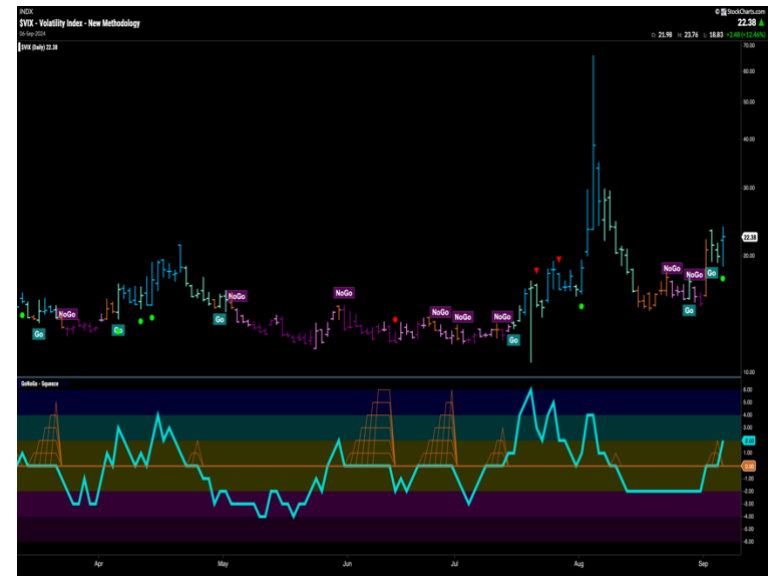 INDX
© StockCharts.com
$VIX - Volatility Index - New Methodology
22.38
06-Sep-2024
O: 21.98 H: 23.76 L: 18.83 +2.48 (+12.46%)
$VIX (Daily) 22.38
70.00
60.00
50.00
40.00
30.00
22.38
20.00
10.00
Go
NoGo
Go
Go
NoGo
NoGo
NoGo
NoGo
NoGo
Go
NoGo
NoGo
Go
Go
GoNoGo - Squeeze
6.00
5.00
4.00
3.00
2.00
1.00
0.00
-1.00
-2.00
-3.00
-4.00
-5.00
-6.00
Apr
May
Jun
Jul
Aug
Sep